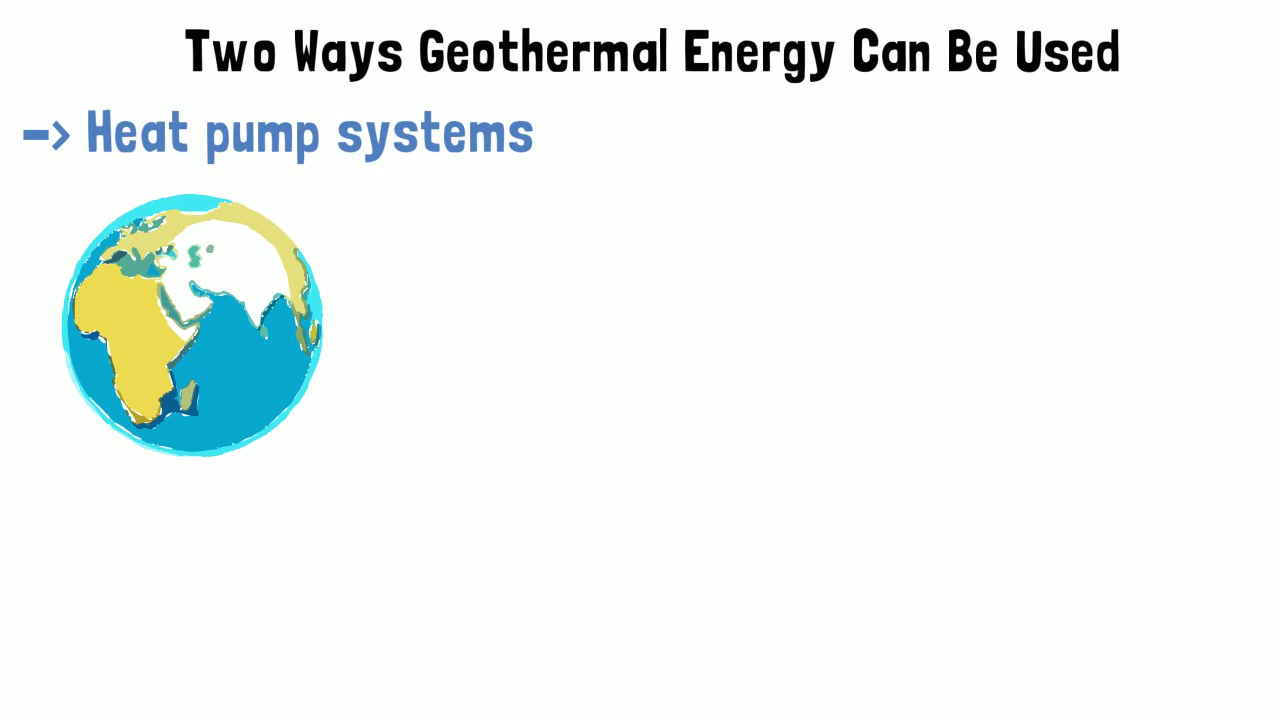 Two Ways Geothermal Energy Can Be Used
–> Heat pump systems